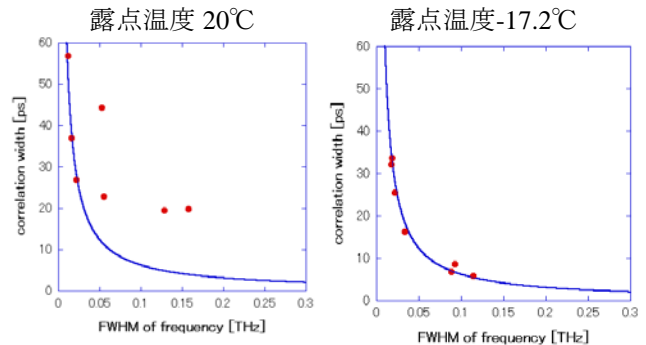 露点温度 20℃
60
50
40
30
20
10
0
correlation width [ps]
0 0.05 0.1 0.15 0.2 0.25 0.3
FWHM of frequency [THz]
露点温度-17.2℃
60
50
40
30
20
10
0
correlation width [ps]
0 0.05 0.1 0.15 0.2 0.25 0.3
FWHM of frequency [THz]